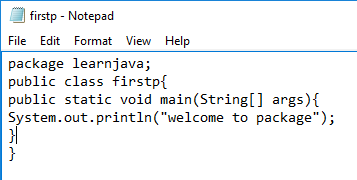 firstp - Notepad
File Edit Format View Help
package learnjava;
public class firstp{
public static void main(String[] args){
System.out.println("welcome to package");
}
}